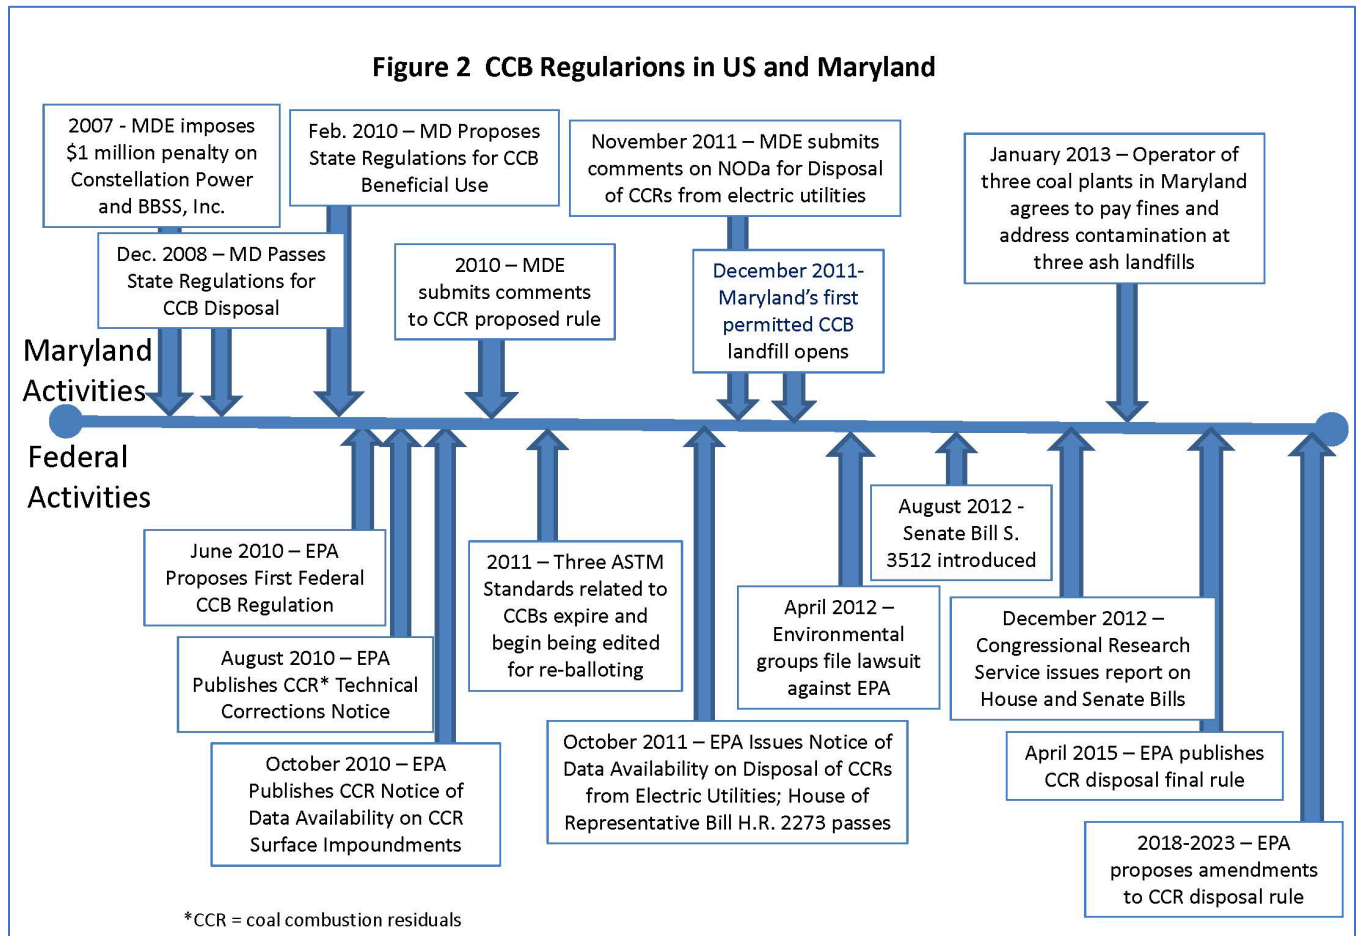 Figure 2  CCB Regularions in US and Maryland
2007 - MDE imposes
$1 million penalty on
Constellation Power
and BBSS, Inc.
Dec. 2008 – MD Passes
State Regulations for
CCB Disposal
Feb. 2010 – MD Proposes
State Regulations for CCB
Beneficial Use
2010 – MDE
submits comments
to CCR proposed rule
November 2011 – MDE submits
comments on NODa for Disposal
of CCRs from electric utilities
December 2011-
Maryland's first
permitted CCB
landfill opens
January 2013 – Operator of
three coal plants in Maryland
agrees to pay fines and
address contamination at
three ash landfills
Maryland
Activities
Federal
Activities
June 2010 – EPA
Proposes First Federal
CCB Regulation
August 2010 – EPA
Publishes CCR* Technical
Corrections Notice
October 2010 – EPA
Publishes CCR Notice of
Data Availability on CCR
Surface Impoundments
2011 – Three ASTM
Standards related to
CCBs expire and
begin being edited
for re-balloting
October 2011 – EPA Issues Notice of
Data Availability on Disposal of CCRs
from Electric Utilities; House of
Representative Bill H.R. 2273 passes
April 2012 –
Environmental
groups file lawsuit
against EPA
August 2012 -
Senate Bill S.
3512 introduced
December 2012 –
Congressional Research
Service issues report on
House and Senate Bills
April 2015 – EPA publishes
CCR disposal final rule
2018-2023 – EPA
proposes amendments
to CCR disposal rule
*CCR = coal combustion residuals